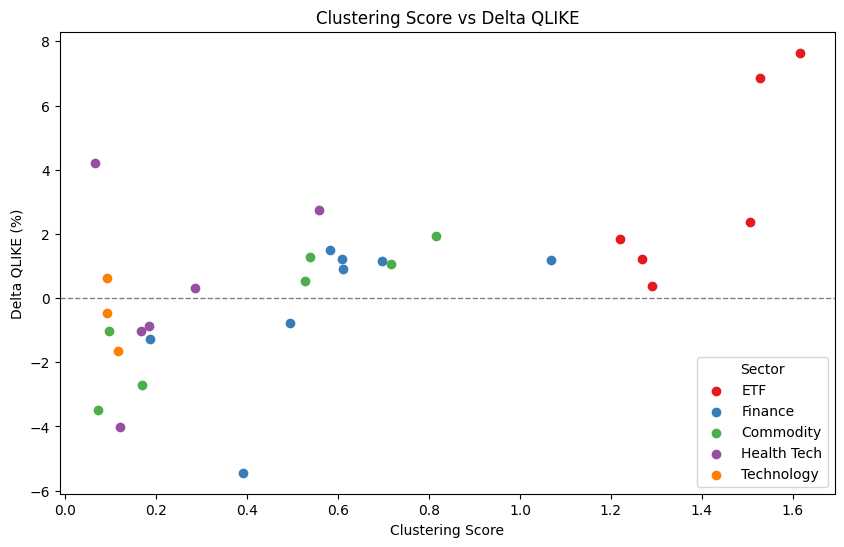 Clustering Score vs Delta QLIKE
Delta QLIKE (%)
8
6
4
2
0
−2
−4
−6
0.0 0.2 0.4 0.6 0.8 1.0 1.2 1.4 1.6
Clustering Score
Sector
ETF
Finance
Commodity
Health Tech
Technology